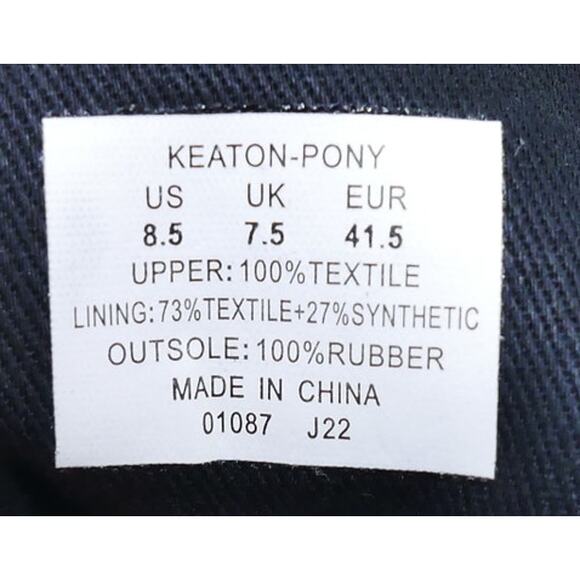 KEATON-PONY
US UK EUR
8.5 7.5 41.5
UPPER:100%TEXTILE
LINING:73%TEXTILE+27%SYNTHETIC
OUTSOLE:100%RUBBER
MADE IN CHINA
01087 J22